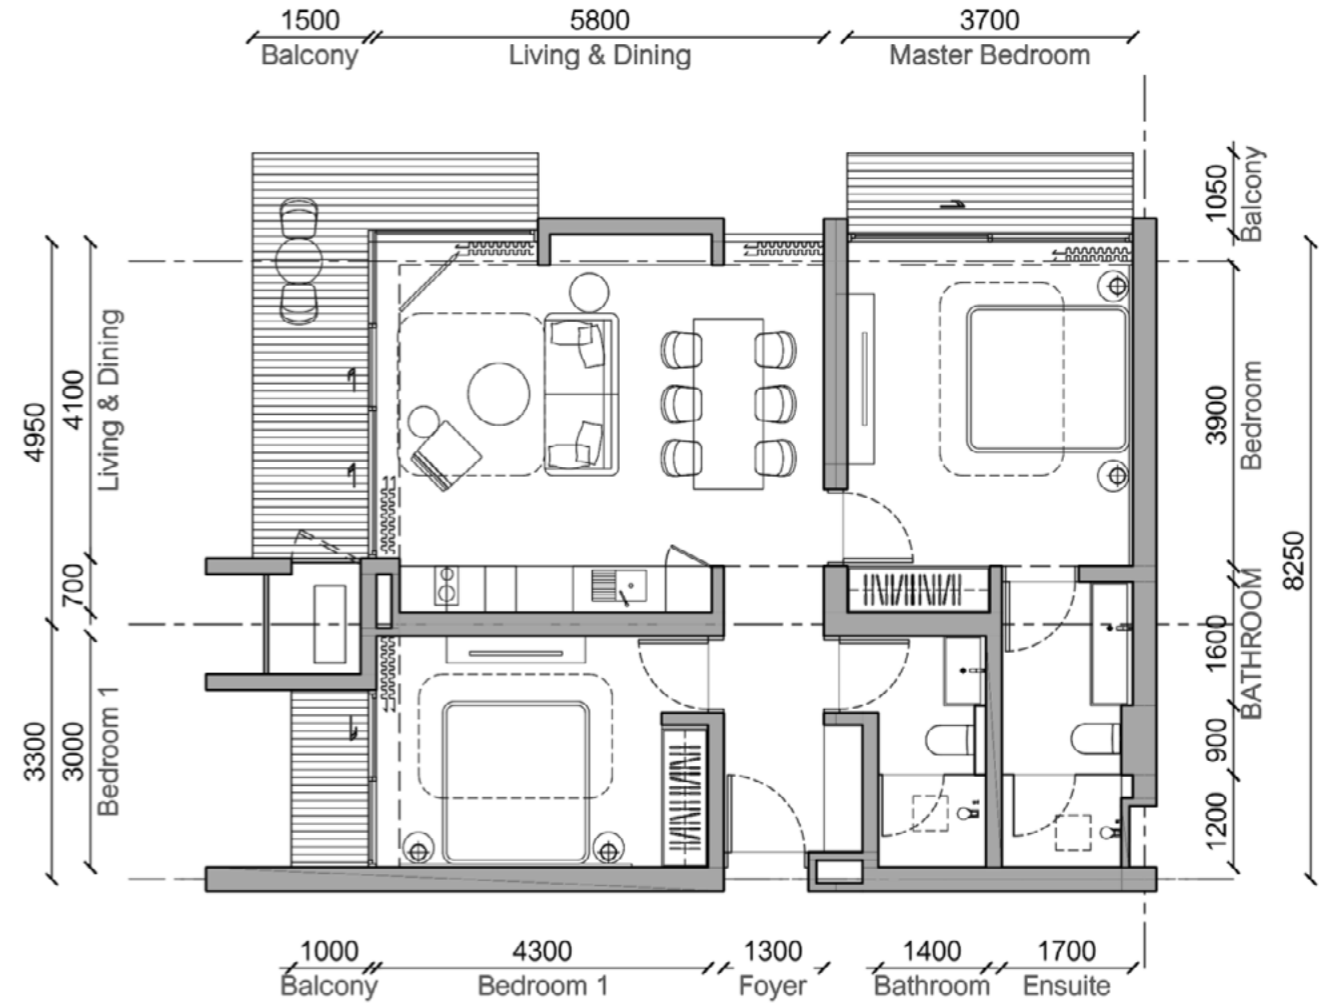 1500
Balcony
5800
Living & Dining
3700
Master Bedroom
1050
Balcony
4950
4100
Living & Dining
700
3300
3000
Bedroom 1
3900
Bedroom
8250
1600
BATHROOM
900
1200
1000
Balcony
4300
Bedroom 1
1300
Foyer
1400
Bathroom
1700
Ensuite